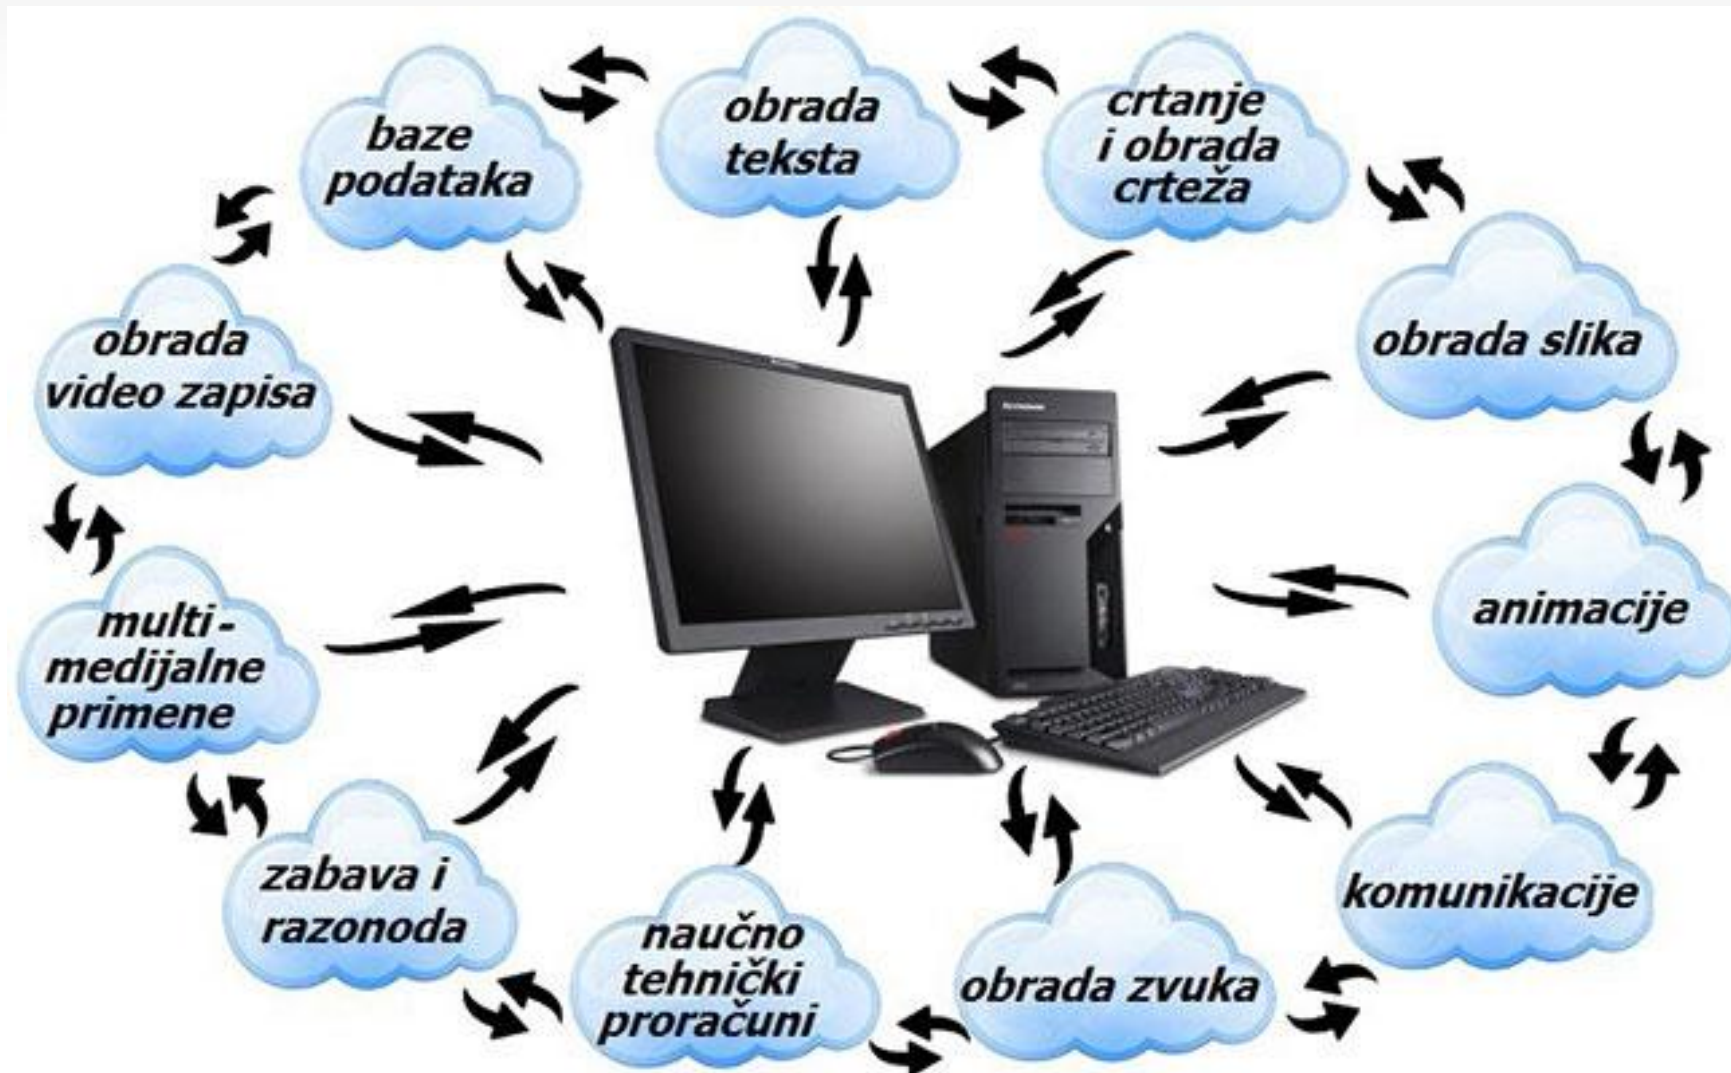 baze
podataka
obrada
teksta
crtanje
i obrada
crteža
obrada slika
animacije
komunikacije
obrada zvuka
naučno
tehnički
proračuni
zabava i
razonoda
multi-
medijalne
primene
obrada
video zapisa